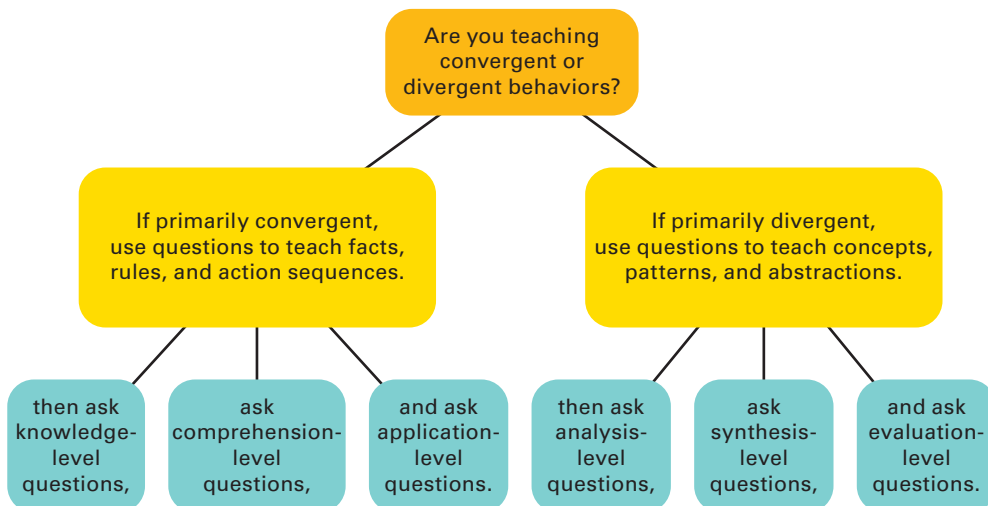 Are you teaching
convergent or
divergent behaviors?
If primarily convergent,
use questions to teach facts,
rules, and action sequences.
If primarily divergent,
use questions to teach concepts,
patterns, and abstractions.
then ask
knowledge-
level
questions,
ask
comprehension-
level
questions,
and ask
application-
level
questions.
then ask
analysis-
level
questions,
ask
synthesis-
level
questions,
and ask
evaluation-
level
questions.